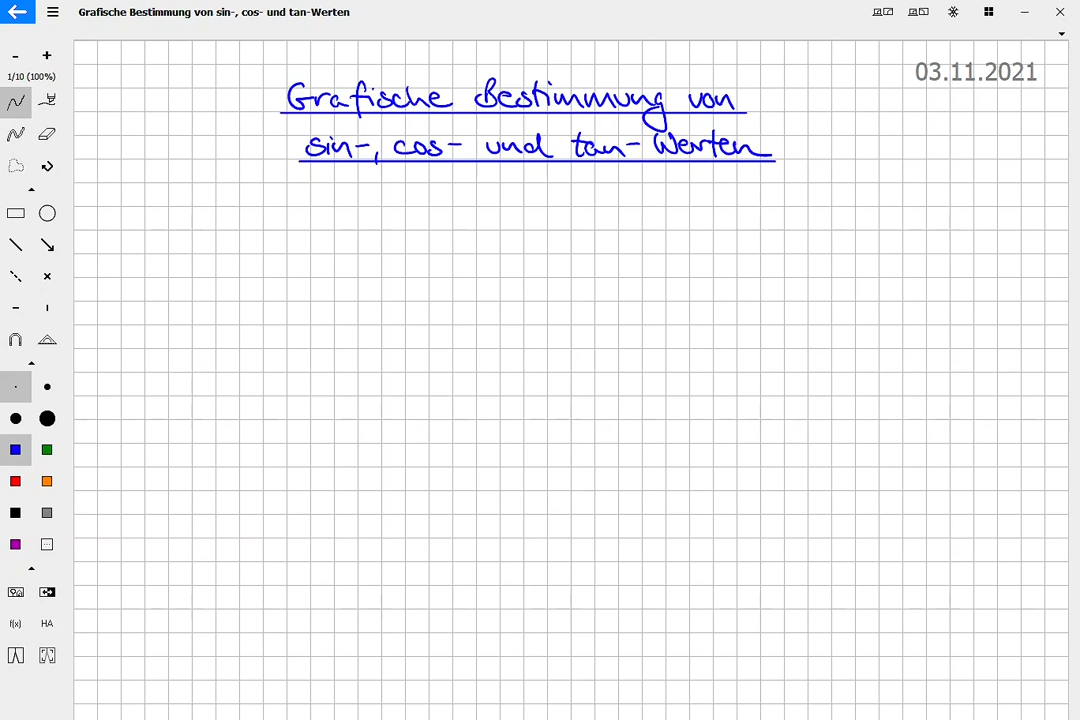 Grafische Bestimmung von sin-, cos- und tan-Werten
1/10 (100%)
03.11.2021
Grafische Bestimmung von
sin-, cos- und tan-Werten
f(x) HA